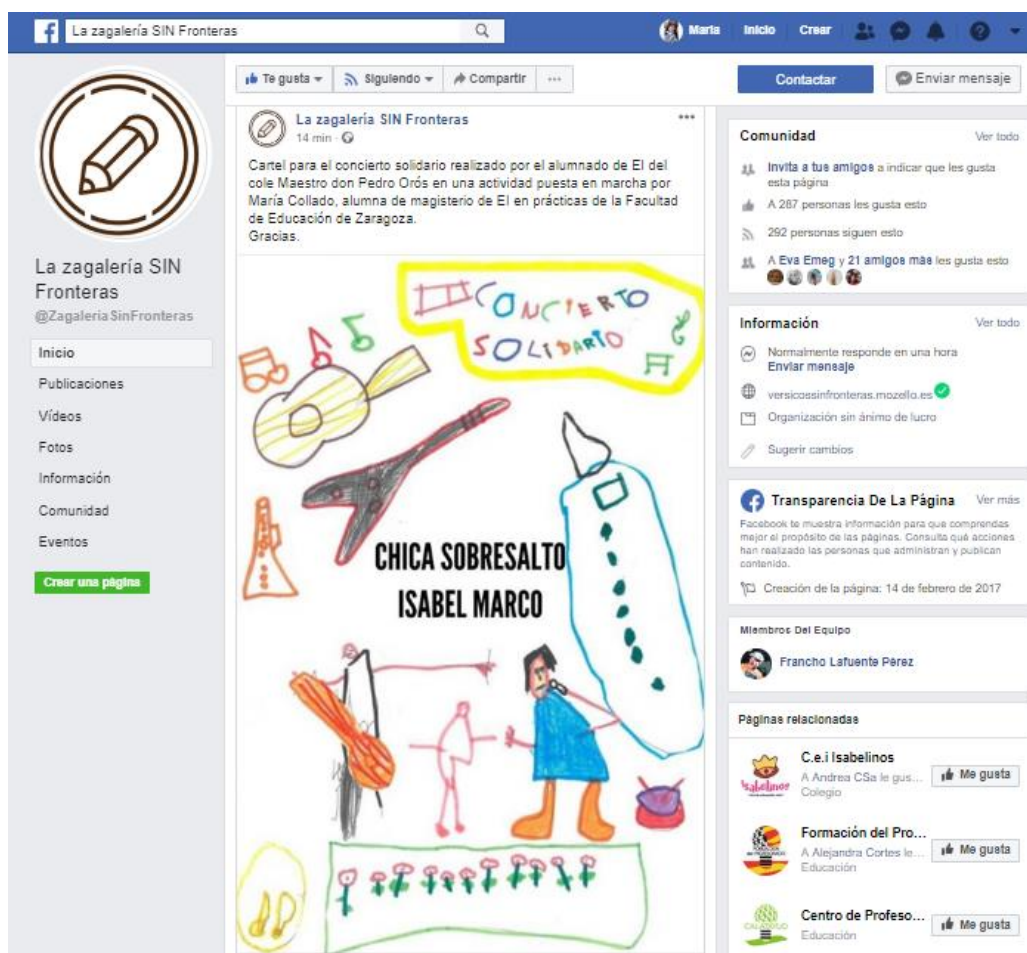 La zagalería SIN Fronteras
Marta
Inicio
Crear
Te gusta
Siguiendo
Compartir
Contactar
Enviar mensaje
La zagalería SIN Fronteras
@ZagaleriaSinFronteras
Inicio
Publicaciones
Vídeos
Fotos
Información
Comunidad
Eventos
Crear una página
La zagalería SIN Fronteras
14 min
Cartel para el concierto solidario realizado por el alumnado de EI del
cole Maestro don Pedro Orós en una actividad puesta en marcha por
María Collado, alumna de magisterio de EI en prácticas de la Facultad
de Educación de Zaragoza.
Gracias.
CONCIERTO
SOLIDARIO
CHICA SOBRESALTO
ISABEL MARCO
Comunidad
Ver todo
Invita a tus amigos a indicar que les gusta
esta página
A 287 personas les gusta esto
292 personas siguen esto
A Eva Emeg y 21 amigos más les gusta esto
Información
Ver todo
Normalmente responde en una hora
Enviar mensaje
versicossinfronteras.mozello.es
Organización sin ánimo de lucro
Sugerir cambios
Transparencia De La Página
Ver más
Facebook te muestra información para que comprendas
mejor el propósito de las páginas. Consulta qué acciones
han realizado las personas que administran y publican
contenido.
Creación de la página: 14 de febrero de 2017
Miembros Del Equipo
Francho Lafuente Pérez
Páginas relacionadas
C.e.i Isabelinos
A Andrea CSa le gus...
Colegio
Me gusta
Isabelinos
Formación del Pro...
A Alejandra Cortes le...
Educación
Me gusta
Centro de Profeso...
Educación
Me gusta